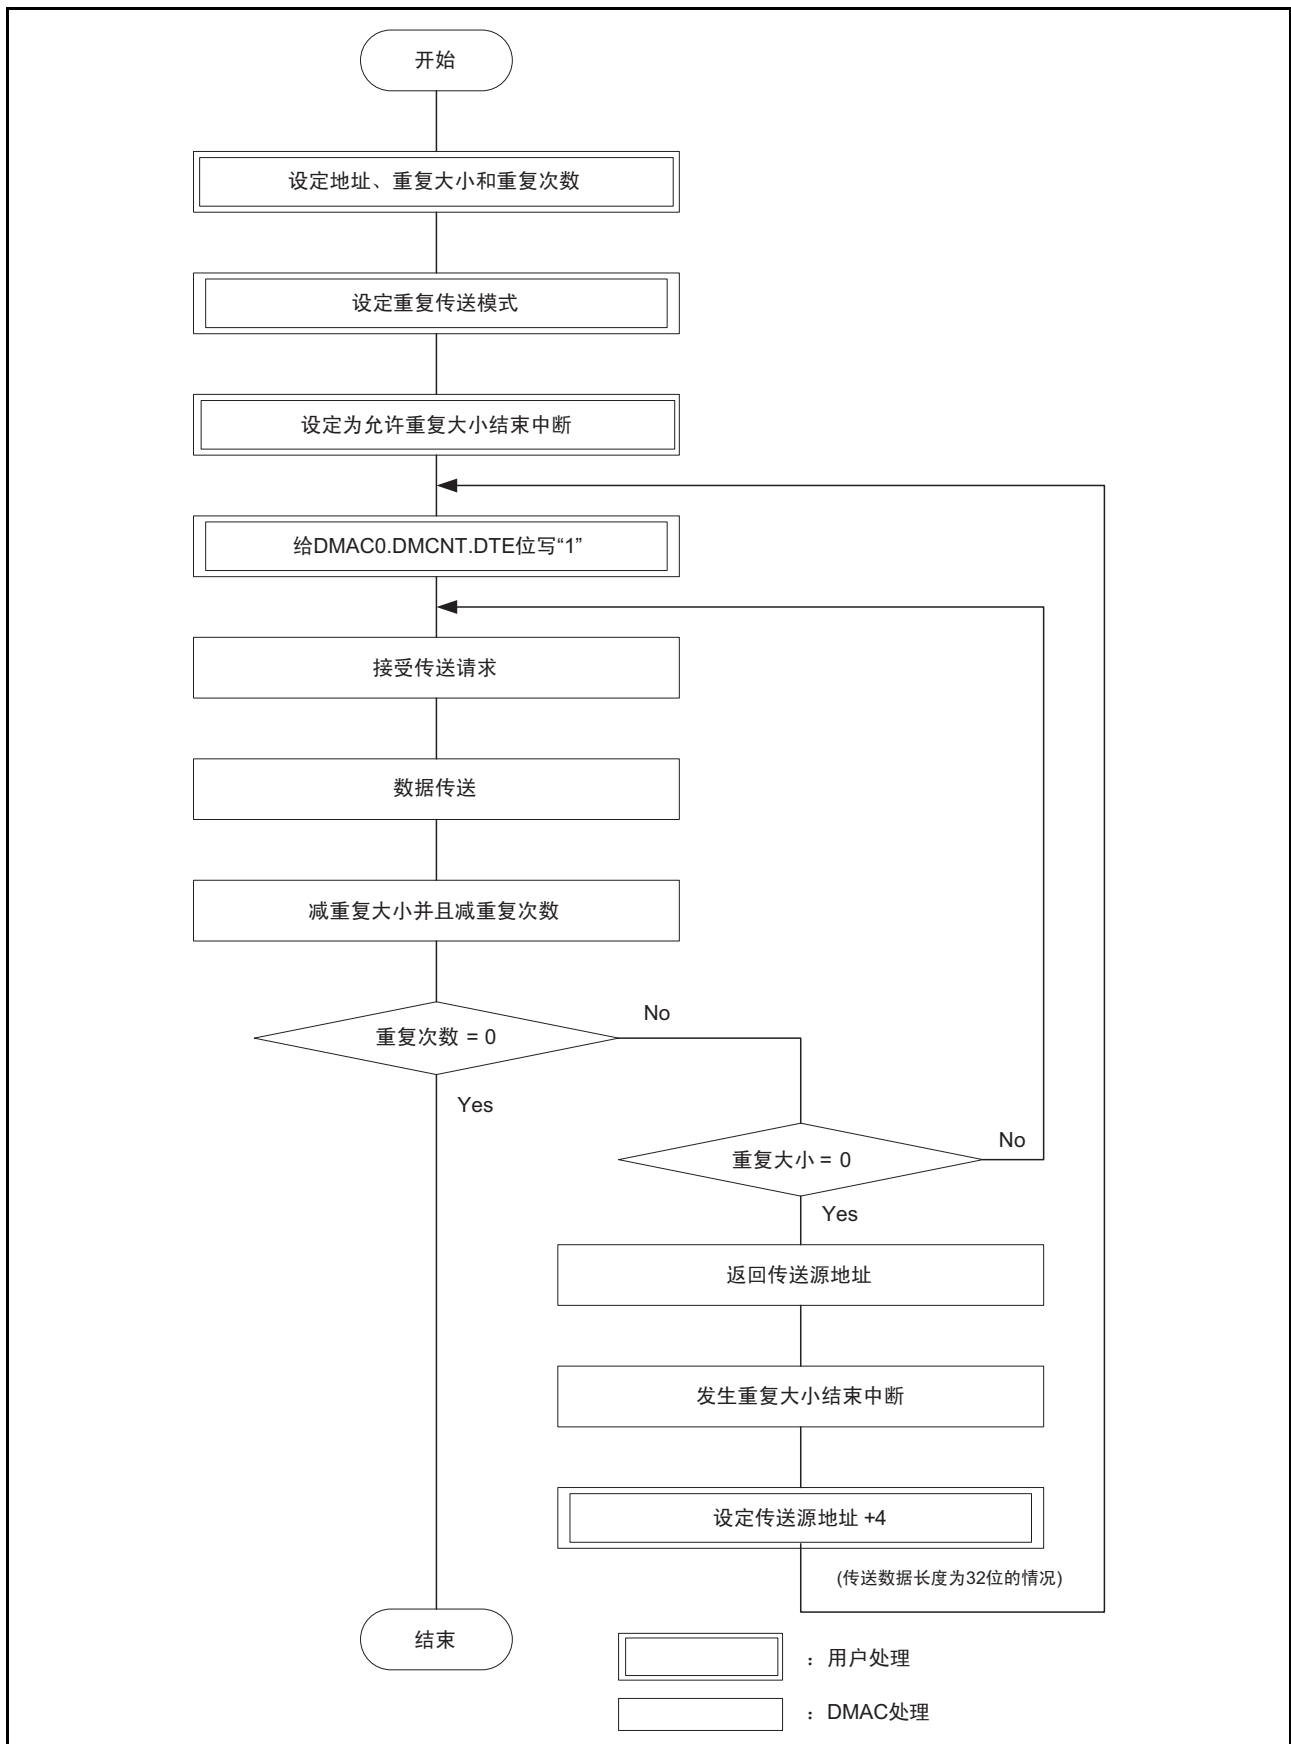 开始
设定地址、重复大小和重复次数
设定重复传送模式
设定为允许重复大小结束中断
给DMAC0.DMCNT.DTE位写“1”
接受传送请求
数据传送
减重复大小并且减重复次数
重复次数 = 0
No
Yes
重复大小 = 0
No
Yes
返回传送源地址
发生重复大小结束中断
设定传送源地址 +4
(传送数据长度为32位的情况)
结束
：用户处理
：DMAC处理